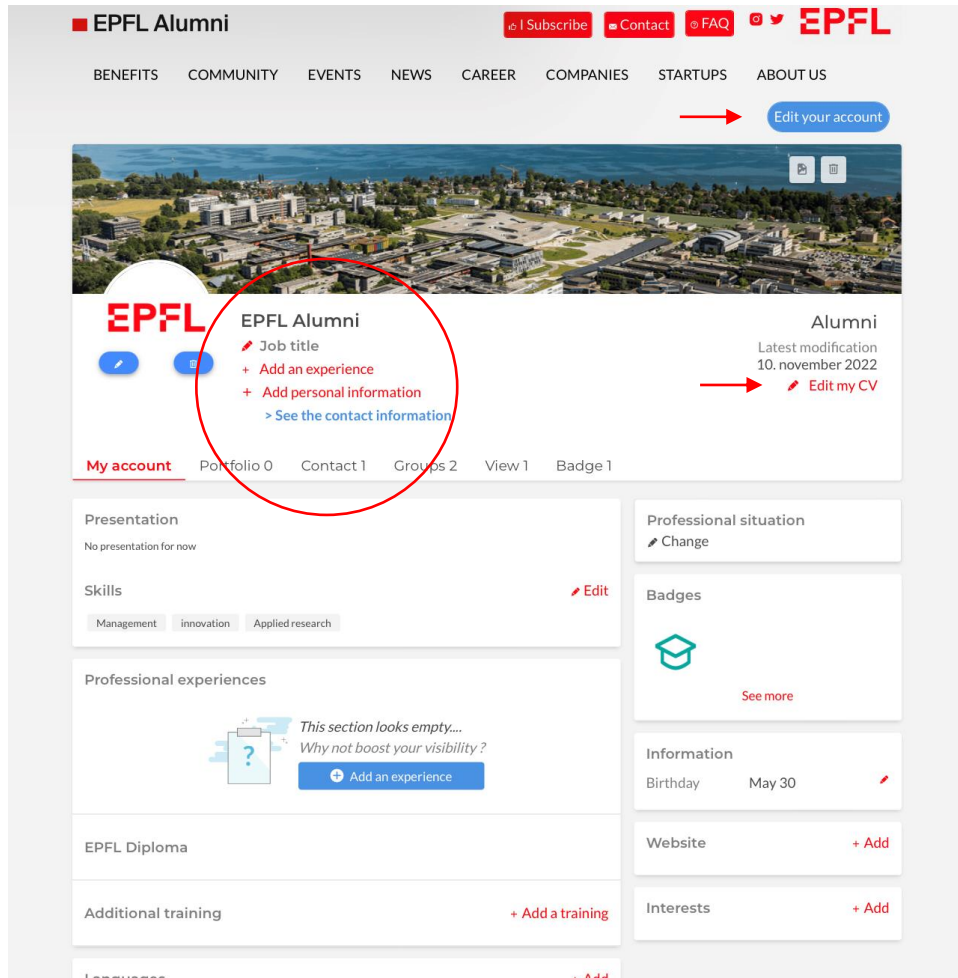 EPFL Alumni
I Subscribe
Contact
FAQ
EPFL
BENEFITS COMMUNITY EVENTS NEWS CAREER COMPANIES STARTUPS ABOUT US
Edit your account
EPFL
EPFL Alumni
Job title
+ Add an experience
+ Add personal information
> See the contact information
Alumni
Latest modification
10. november 2022
Edit my CV
My account Portfolio 0 Contact 1 Groups 2 View 1 Badge 1
Presentation
No presentation for now
Skills
Edit
Management innovation Applied research
Professional experiences
?
This section looks empty....
Why not boost your visibility ?
Add an experience
EPFL Diploma
Additional training
+ Add a training
Languages
+ Add
Professional situation
Change
Badges
See more
Information
Birthday May 30
Website + Add
Interests + Add